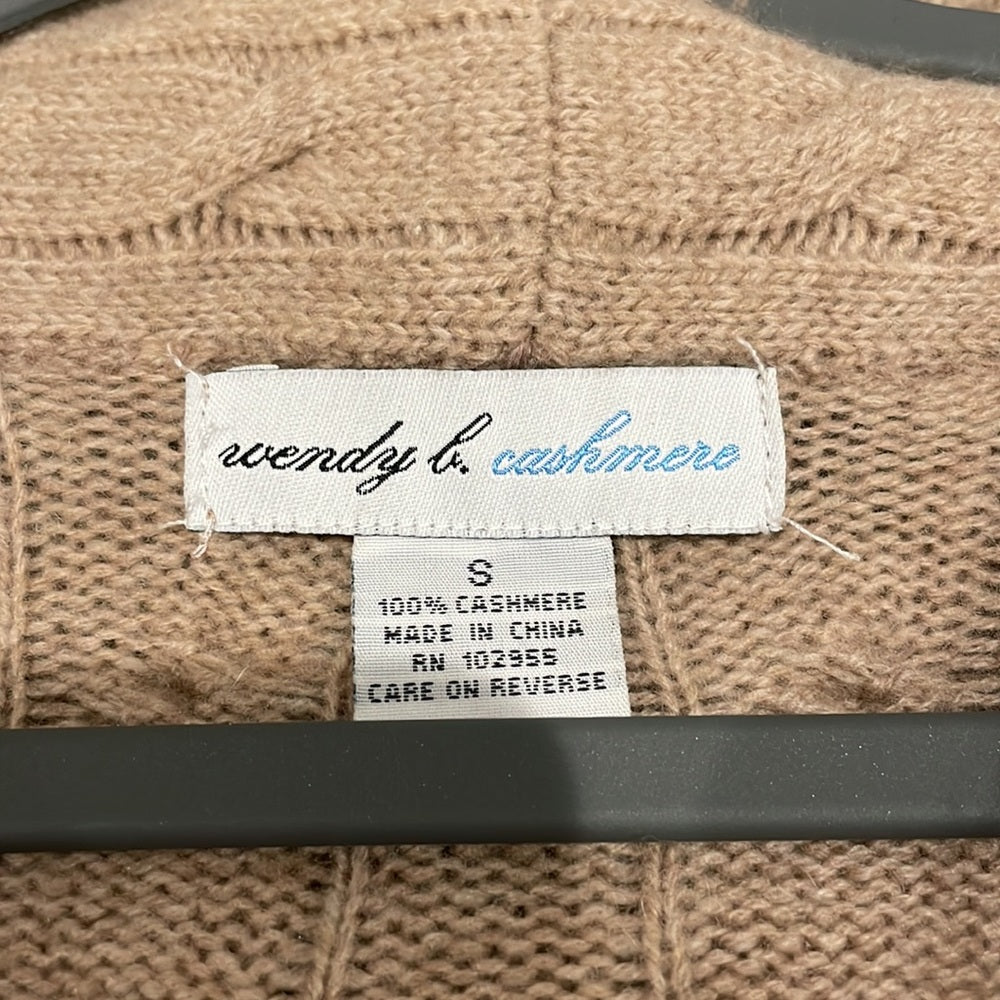 wendy b. cashmere
S
100% CASHMERE
MADE IN CHINA
RN 102955
CARE ON REVERSE